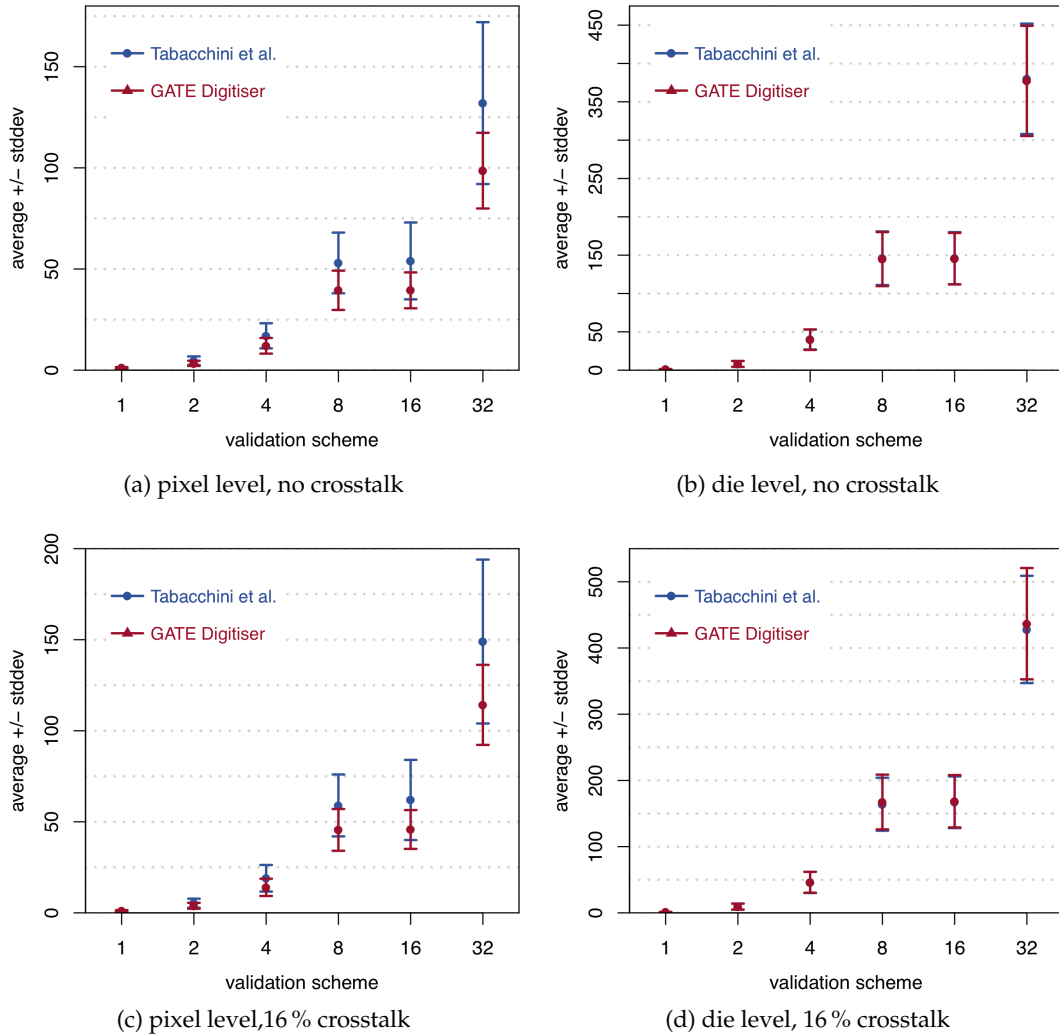 Tabacchini et al.
GATE Digitiser
average +/− stddev
0 50 100 150
1 2 4 8 16 32
validation scheme
(a) pixel level, no crosstalk
Tabacchini et al.
GATE Digitiser
average +/− stddev
0 50 150 250 350 450
1 2 4 8 16 32
validation scheme
(b) die level, no crosstalk
Tabacchini et al.
GATE Digitiser
average +/− stddev
0 50 100 150 200
1 2 4 8 16 32
validation scheme
(c) pixel level,16 % crosstalk
Tabacchini et al.
GATE Digitiser
average +/− stddev
0 100 200 300 400 500
1 2 4 8 16 32
validation scheme
(d) die level, 16 % crosstalk